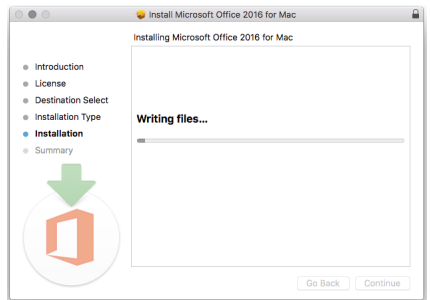 Install Microsoft Office 2016 for Mac
Installing Microsoft Office 2016 for Mac
Introduction
License
Destination Select
Installation Type
Installation
Summary
Writing files...
Go Back
Continue